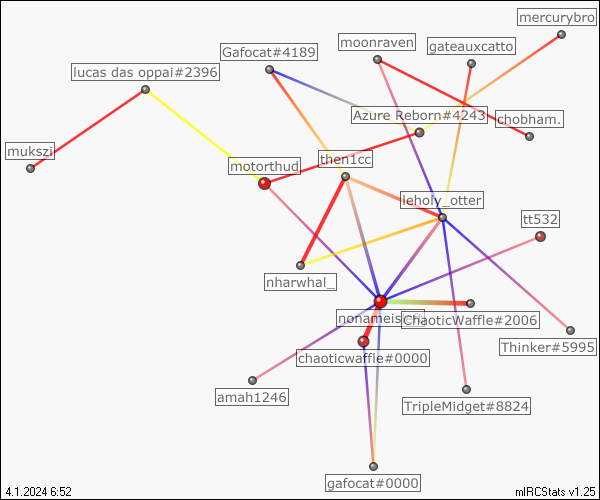 mercurybro
moonraven
gateauxcatto
Gafocat#4189
lucas das oppai#2396
Azure Reborn#4243
chobham.
mukszi
then1cc
motorthud
leholy_otter
tt532
nharwhal_
ChaoticWaffle#2006
Thinker#5995
chaoticwaffle#0000
amah1246
TripleMidget#8824
gafocat#0000
4.1.2024 6:52
mIRCStats v1.25